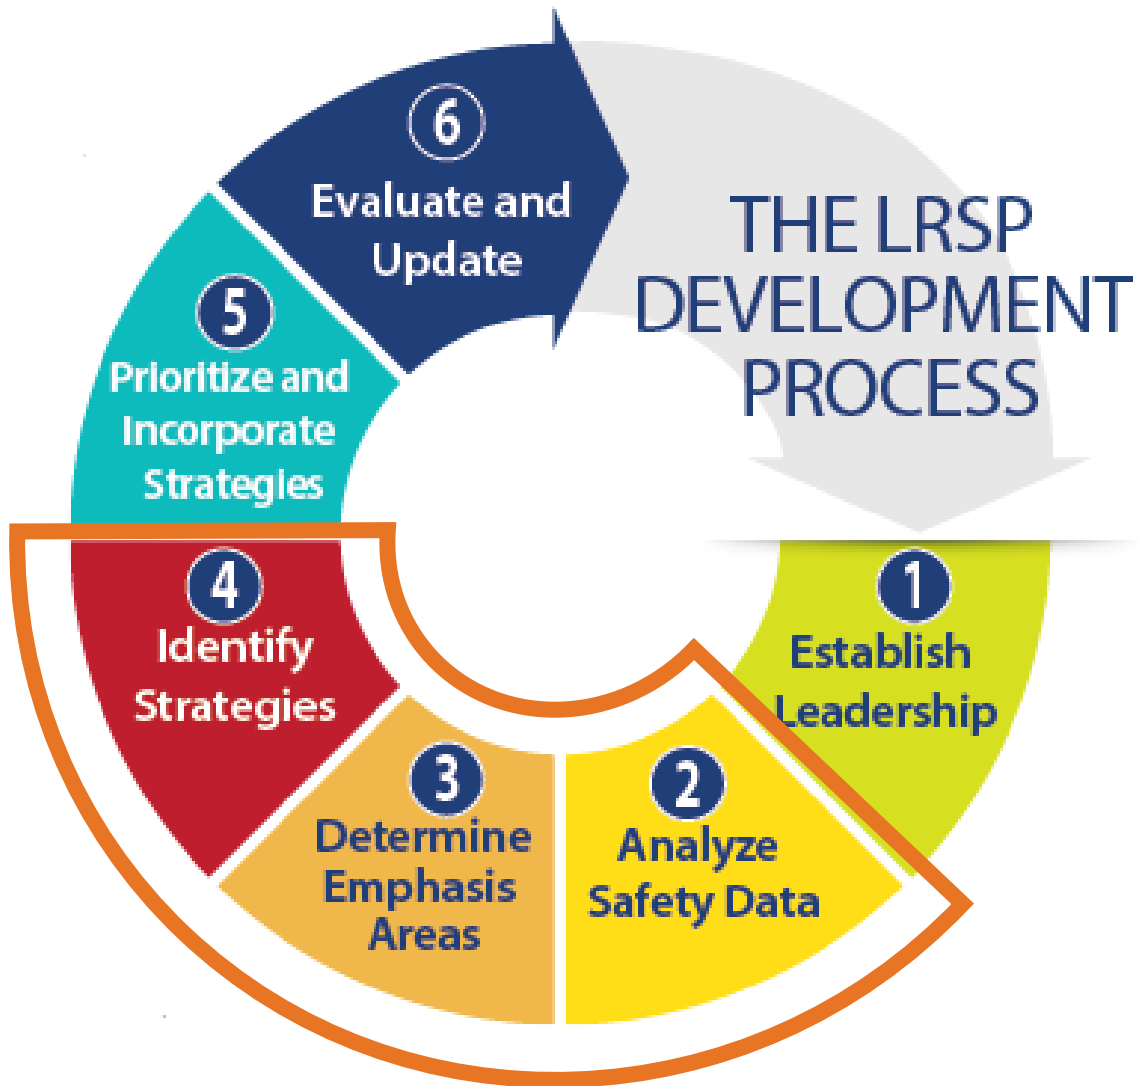 THE LRSP
DEVELOPMENT
PROCESS
1
Establish
Leadership
2
Analyze
Safety Data
3
Determine
Emphasis
Areas
4
Identify
Strategies
5
Prioritize and
Incorporate
Strategies
6
Evaluate and
Update